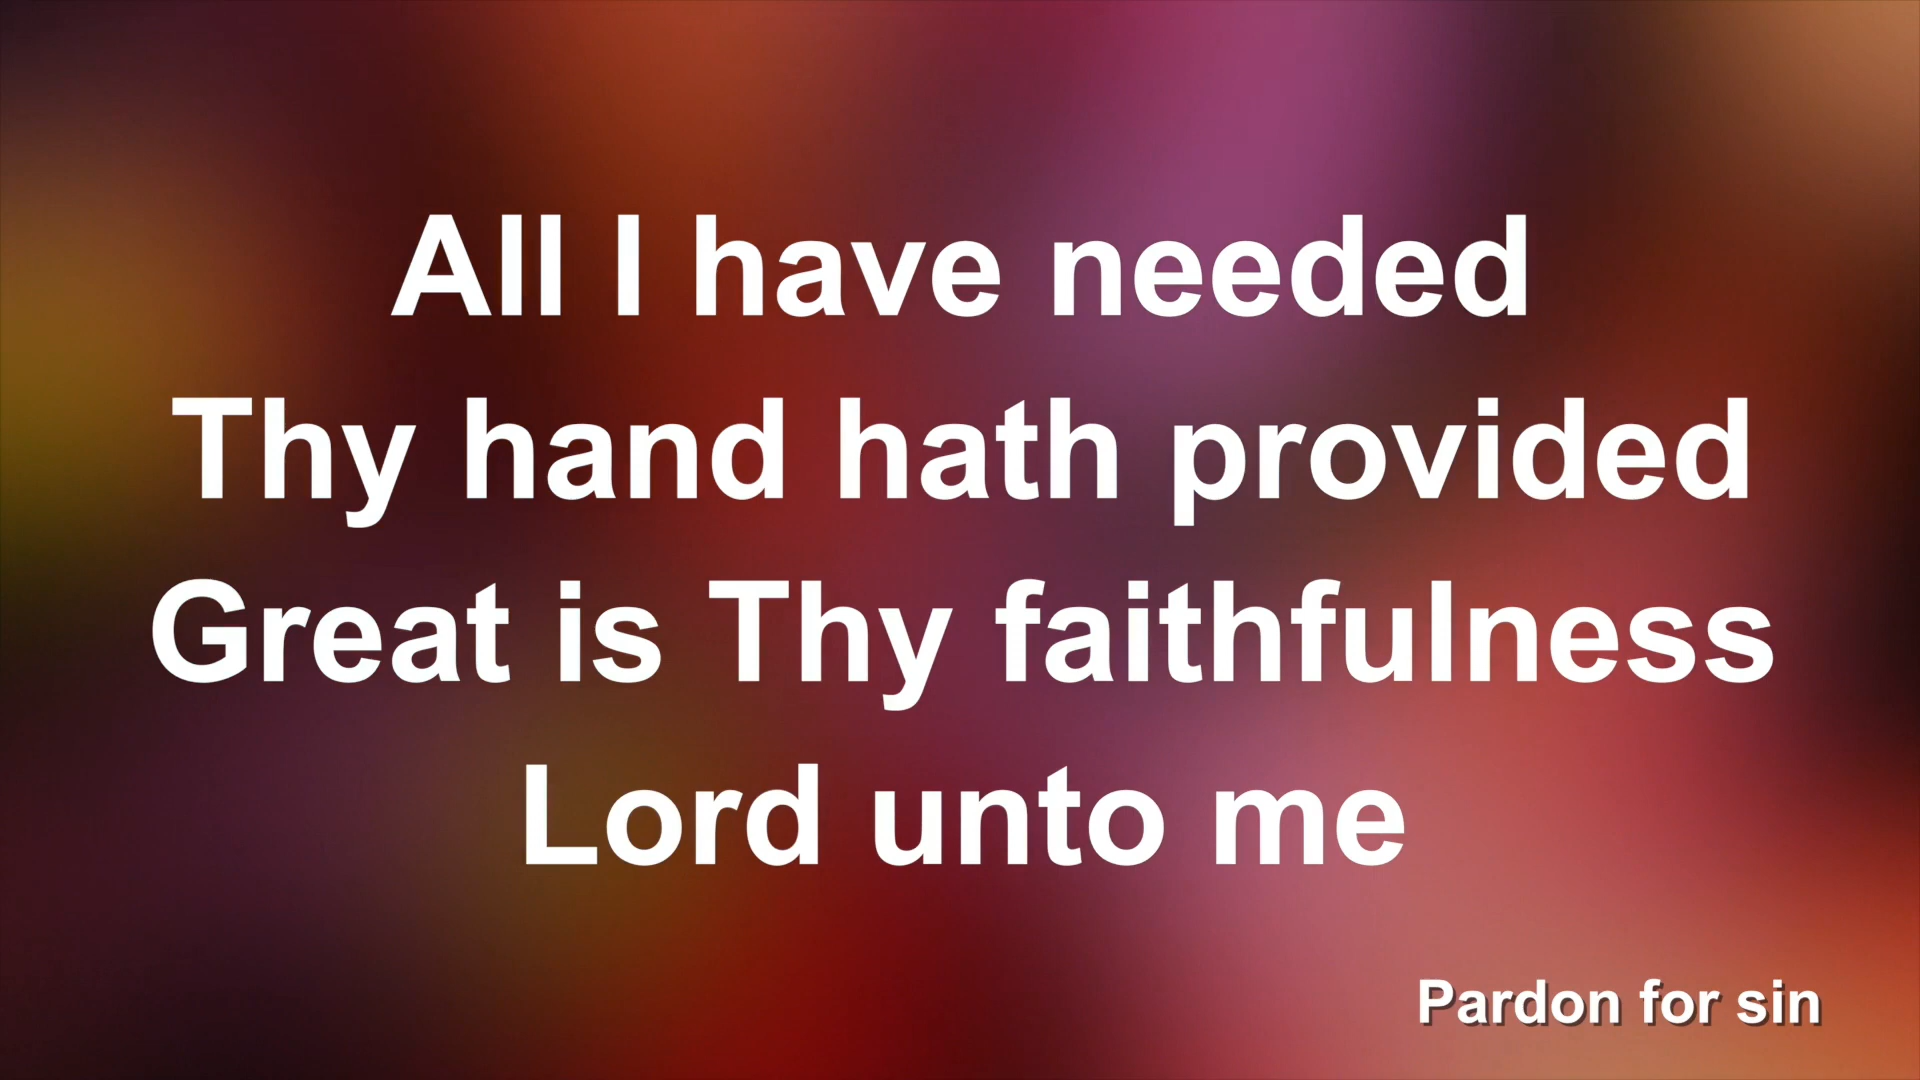 All I have needed
Thy hand hath provided
Great is Thy faithfulness
Lord unto me
Pardon for sin